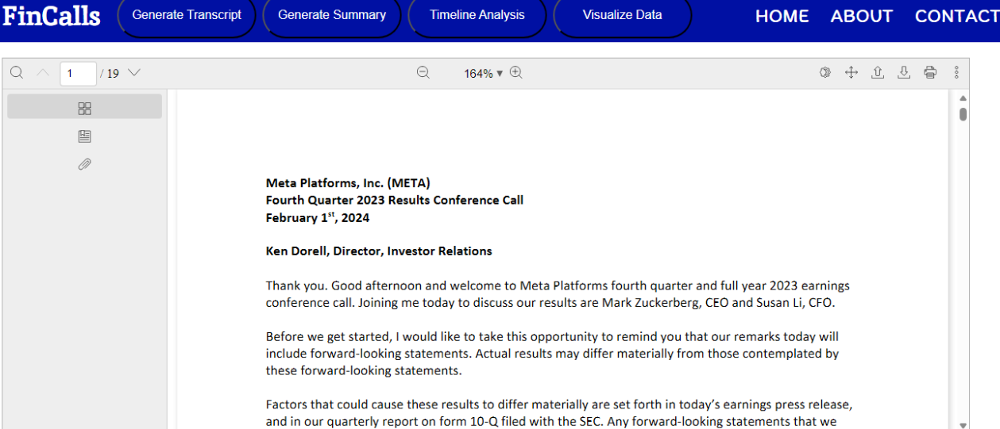 FinCalls Generate Transcript Generate Summary Timeline Analysis Visualize Data HOME ABOUT CONTACT
1 / 19 164%
Meta Platforms, Inc. (META)
Fourth Quarter 2023 Results Conference Call
February 1st, 2024
Ken Dorell, Director, Investor Relations
Thank you. Good afternoon and welcome to Meta Platforms fourth quarter and full year 2023 earnings
conference call. Joining me today to discuss our results are Mark Zuckerberg, CEO and Susan Li, CFO.
Before we get started, I would like to take this opportunity to remind you that our remarks today will
include forward-looking statements. Actual results may differ materially from those contemplated by
these forward-looking statements.
Factors that could cause these results to differ materially are set forth in today’s earnings press release,
and in our quarterly report on form 10-Q filed with the SEC. Any forward-looking statements that we